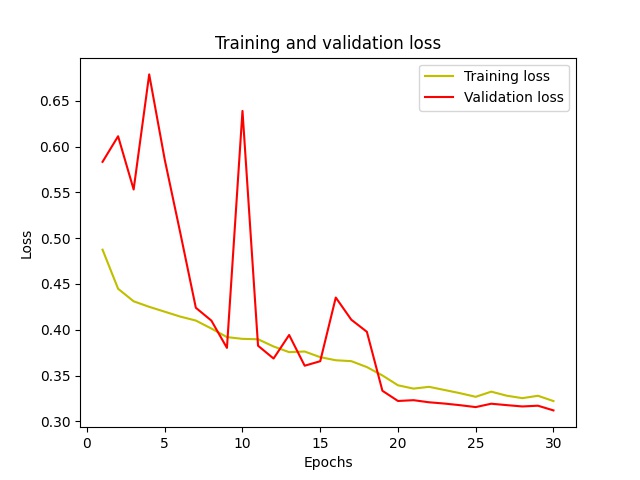 Training and validation loss
Training loss
Validation loss
Loss
0.65
0.60
0.55
0.50
0.45
0.40
0.35
0.30
0 5 10 15 20 25 30
Epochs